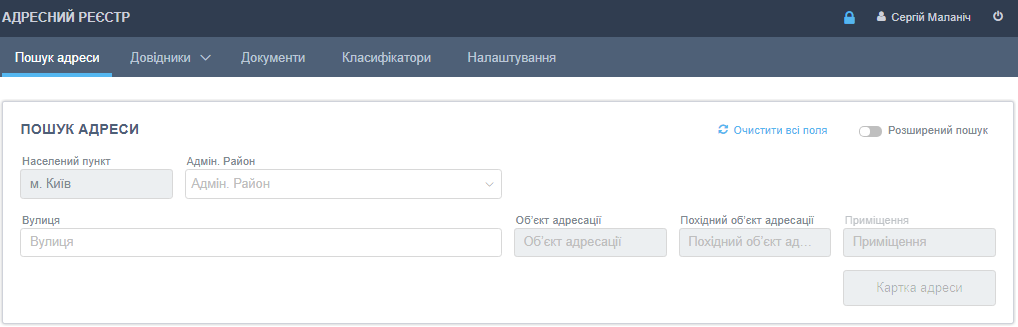 АДРЕСНИЙ РЕЄСТР
Сергій Маланіч
Пошук адреси
Довідники
Документи
Класифікатори
Налаштування
ПОШУК АДРЕСИ
Очистити всі поля
Розширений пошук
Населений пункт
Адмін. Район
м. Київ
Адмін. Район
Вулиця
Об'єкт адресації
Похідний об'єкт адресації
Приміщення
Вулиця
Об'єкт адресації
Похідний об'єкт ад...
Приміщення
Картка адреси